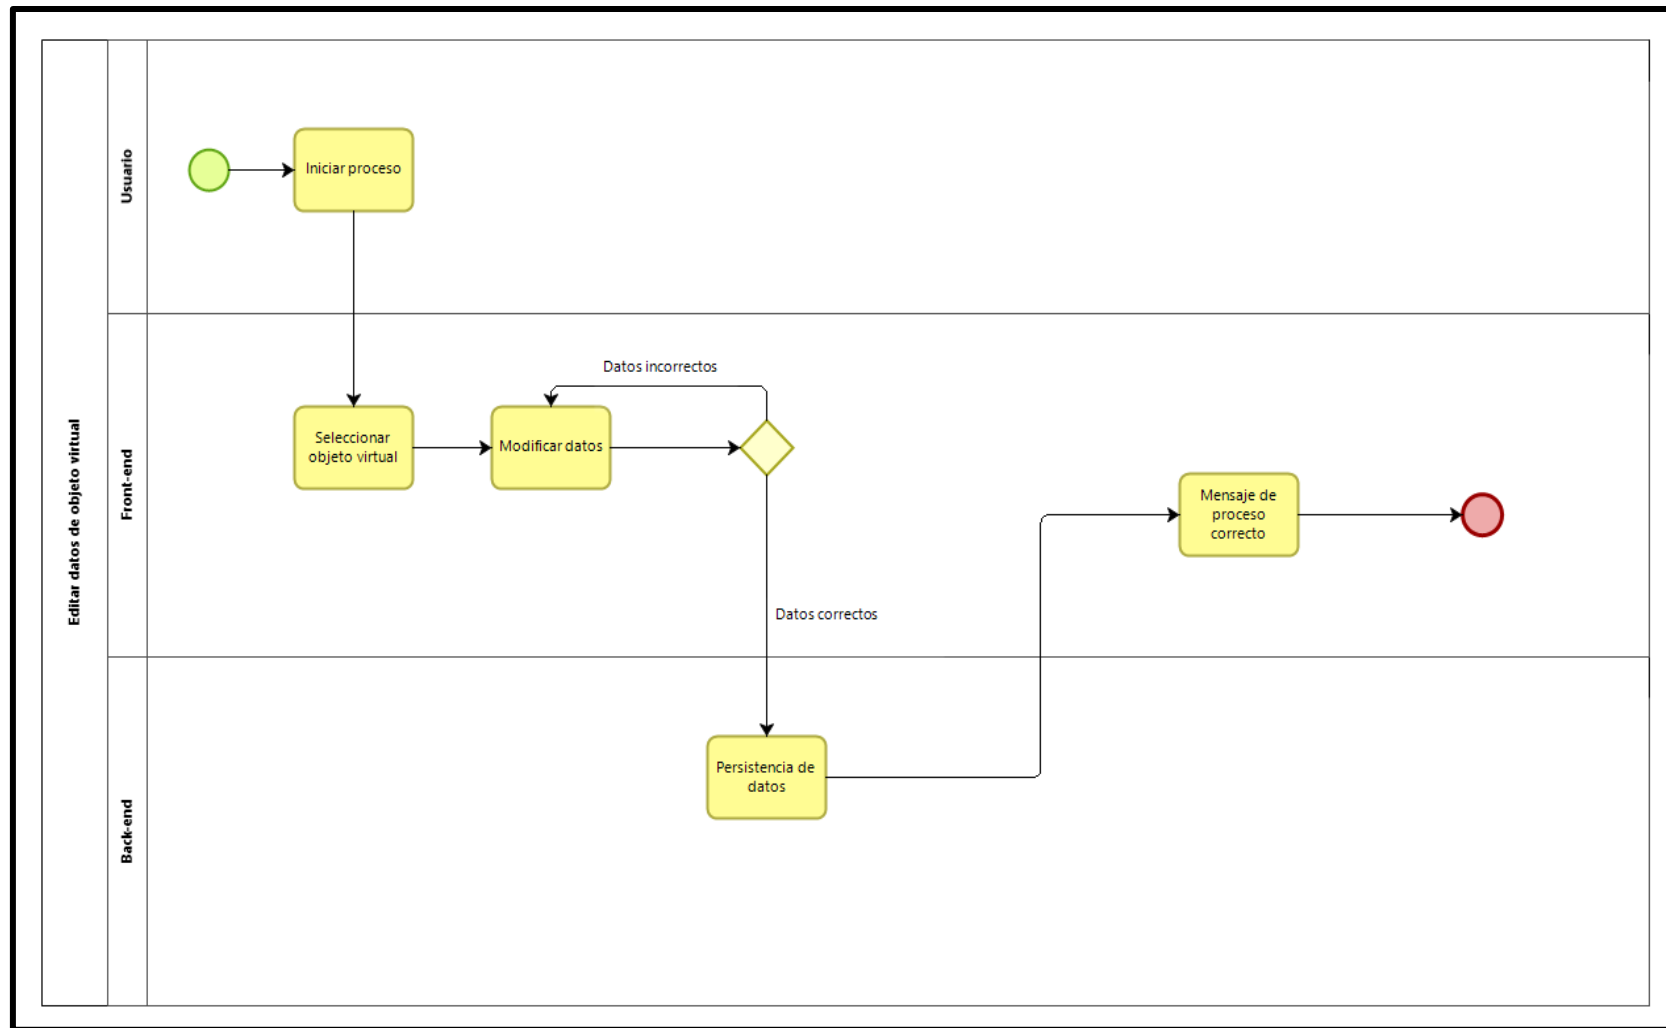 Editar datos de objeto virtual
Usuario
Iniciar proceso
Front-end
Datos incorrectos
Seleccionar
objeto virtual
Modificar datos
Mensaje de
proceso
correcto
Datos correctos
Back-end
Persistencia de
datos